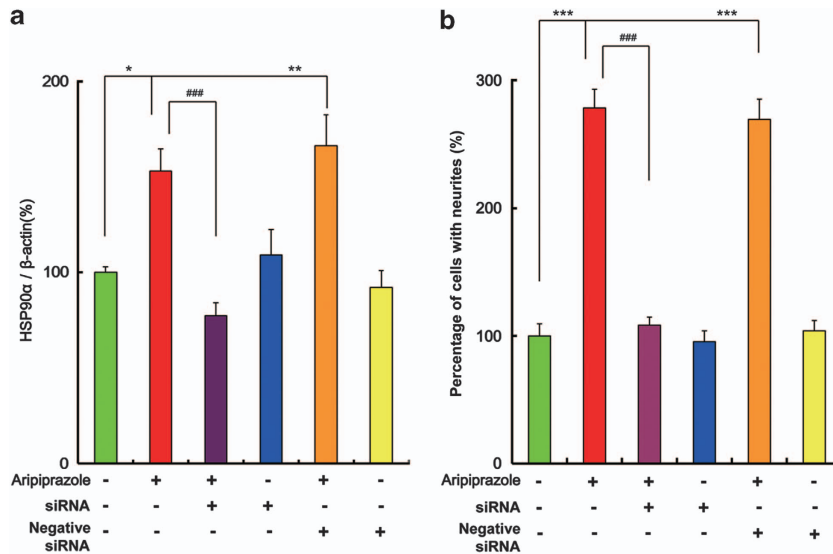 a
* **
###
200
100
0
HSP90α / β-actin(%)
Aripiprazole - + + - + -
siRNA - - + + - -
Negative siRNA - - - - + +
b
*** ***
###
300
200
100
0
Percentage of cells with neurites (%)
Aripiprazole - + + - + -
siRNA - - + + - -
Negative siRNA - - - - + +